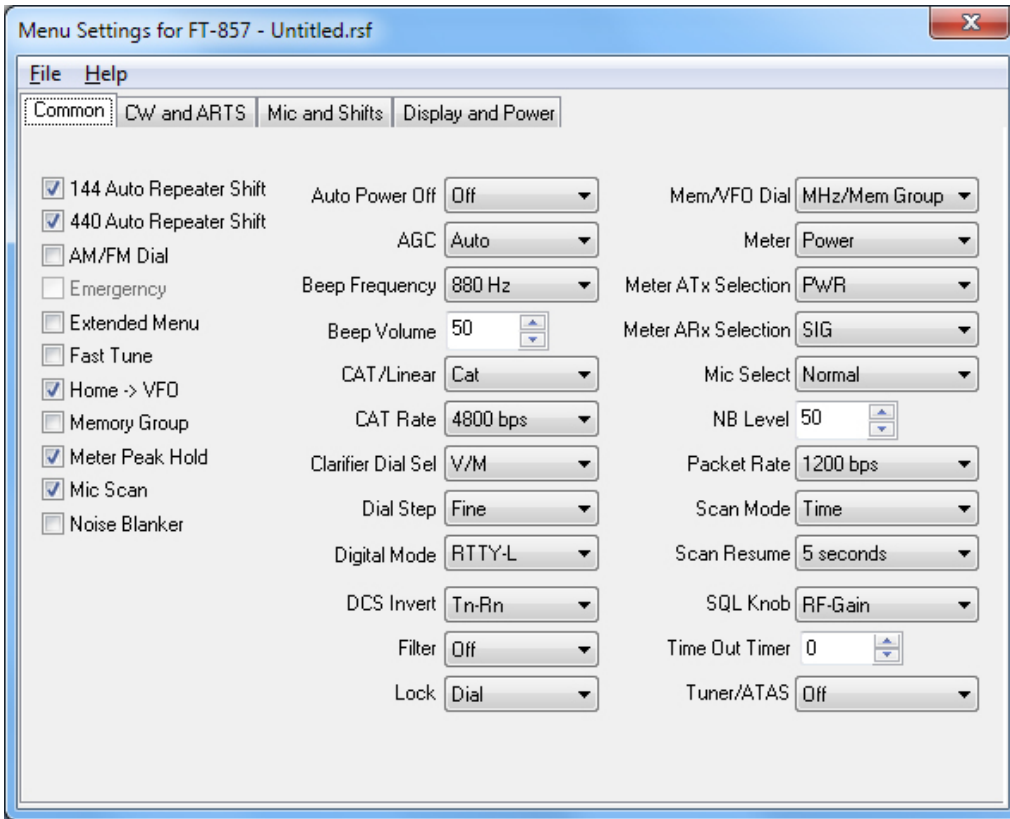 Menu Settings for FT-857 - Untitled.rsf
X
File Help
Common CW and ARTS Mic and Shifts Display and Power
144 Auto Repeater Shift
440 Auto Repeater Shift
AM/FM Dial
Emergerncy
Extended Menu
Fast Tune
Home -> VFO
Memory Group
Meter Peak Hold
Mic Scan
Noise Blanker
Auto Power Off Off
AGC Auto
Beep Frequency 880 Hz
Beep Volume 50
CAT/Linear Cat
CAT Rate 4800 bps
Clarifier Dial Sel V/M
Dial Step Fine
Digital Mode RTTY-L
DCS Invert Tn-Rn
Filter Off
Lock Dial
Mem/VFO Dial MHz/Mem Group
Meter Power
Meter ATx Selection PWR
Meter ARx Selection SIG
Mic Select Normal
NB Level 50
Packet Rate 1200 bps
Scan Mode Time
Scan Resume 5 seconds
SQL Knob RF-Gain
Time Out Timer 0
Tuner/ATAS Off